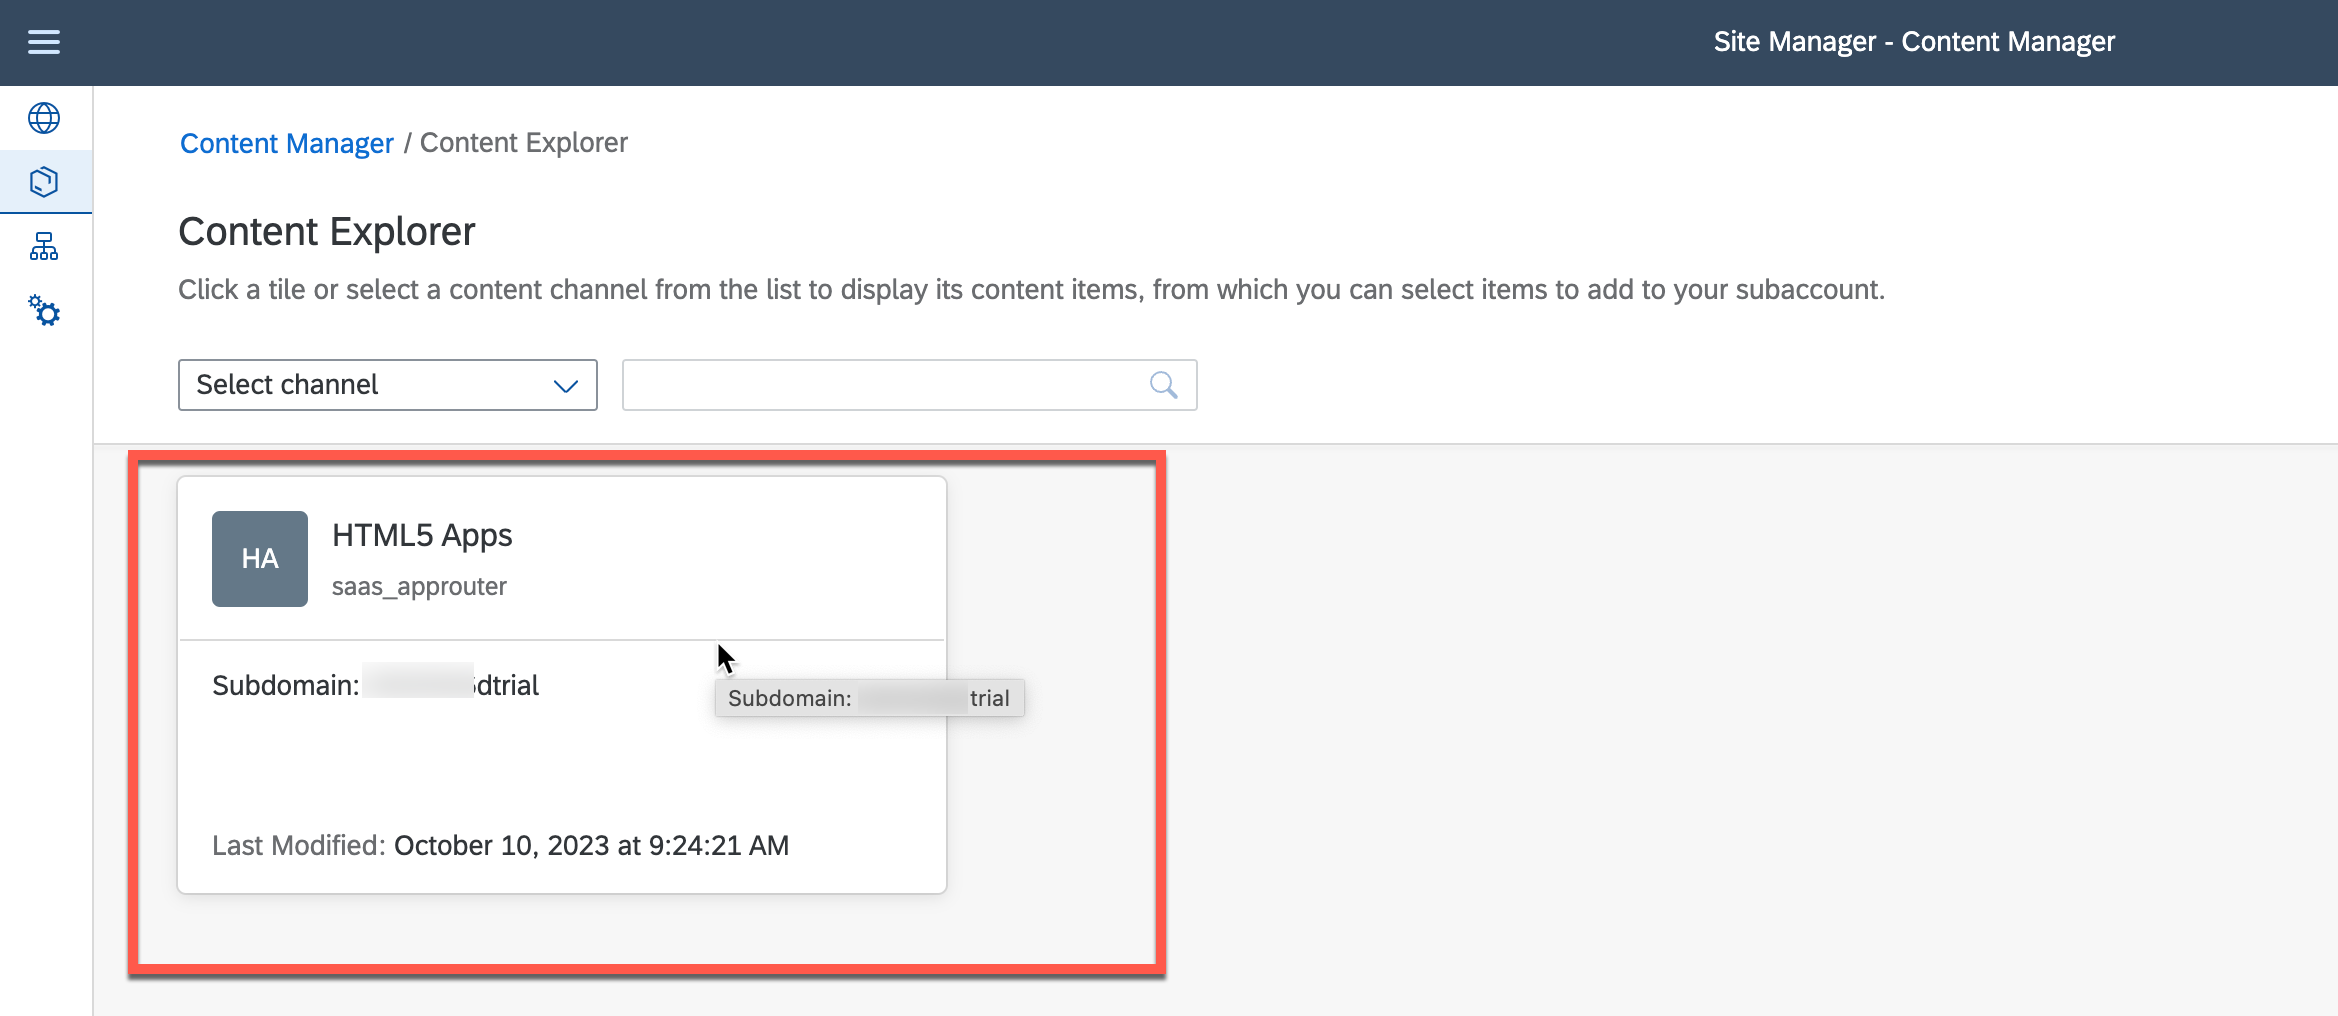 Site Manager - Content Manager
Content Manager / Content Explorer
Content Explorer
Click a tile or select a content channel from the list to display its content items, from which you can select items to add to your subaccount.
Select channel
HA
HTML5 Apps
saas_approuter
Subdomain: dtrial
Subdomain: trial
Last Modified: October 10, 2023 at 9:24:21 AM